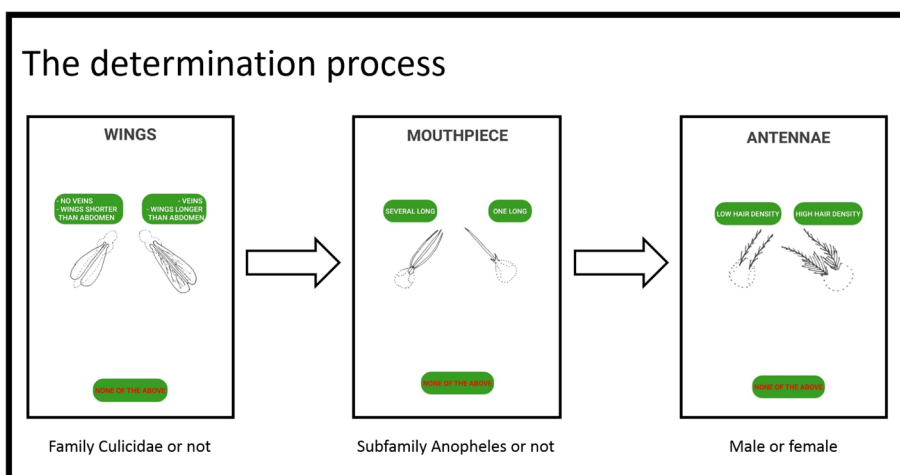 The determination process
WINGS
- NO VEINS
- WINGS SHORTER
THAN ABDOMEN
- VEINS
- WINGS LONGER
THAN ABDOMEN
NONE OF THE ABOVE
Family Culicidae or not
MOUTHPIECE
SEVERAL LONG
ONE LONG
NONE OF THE ABOVE
Subfamily Anopheles or not
ANTENNAE
LOW HAIR DENSITY
HIGH HAIR DENSITY
NONE OF THE ABOVE
Male or female